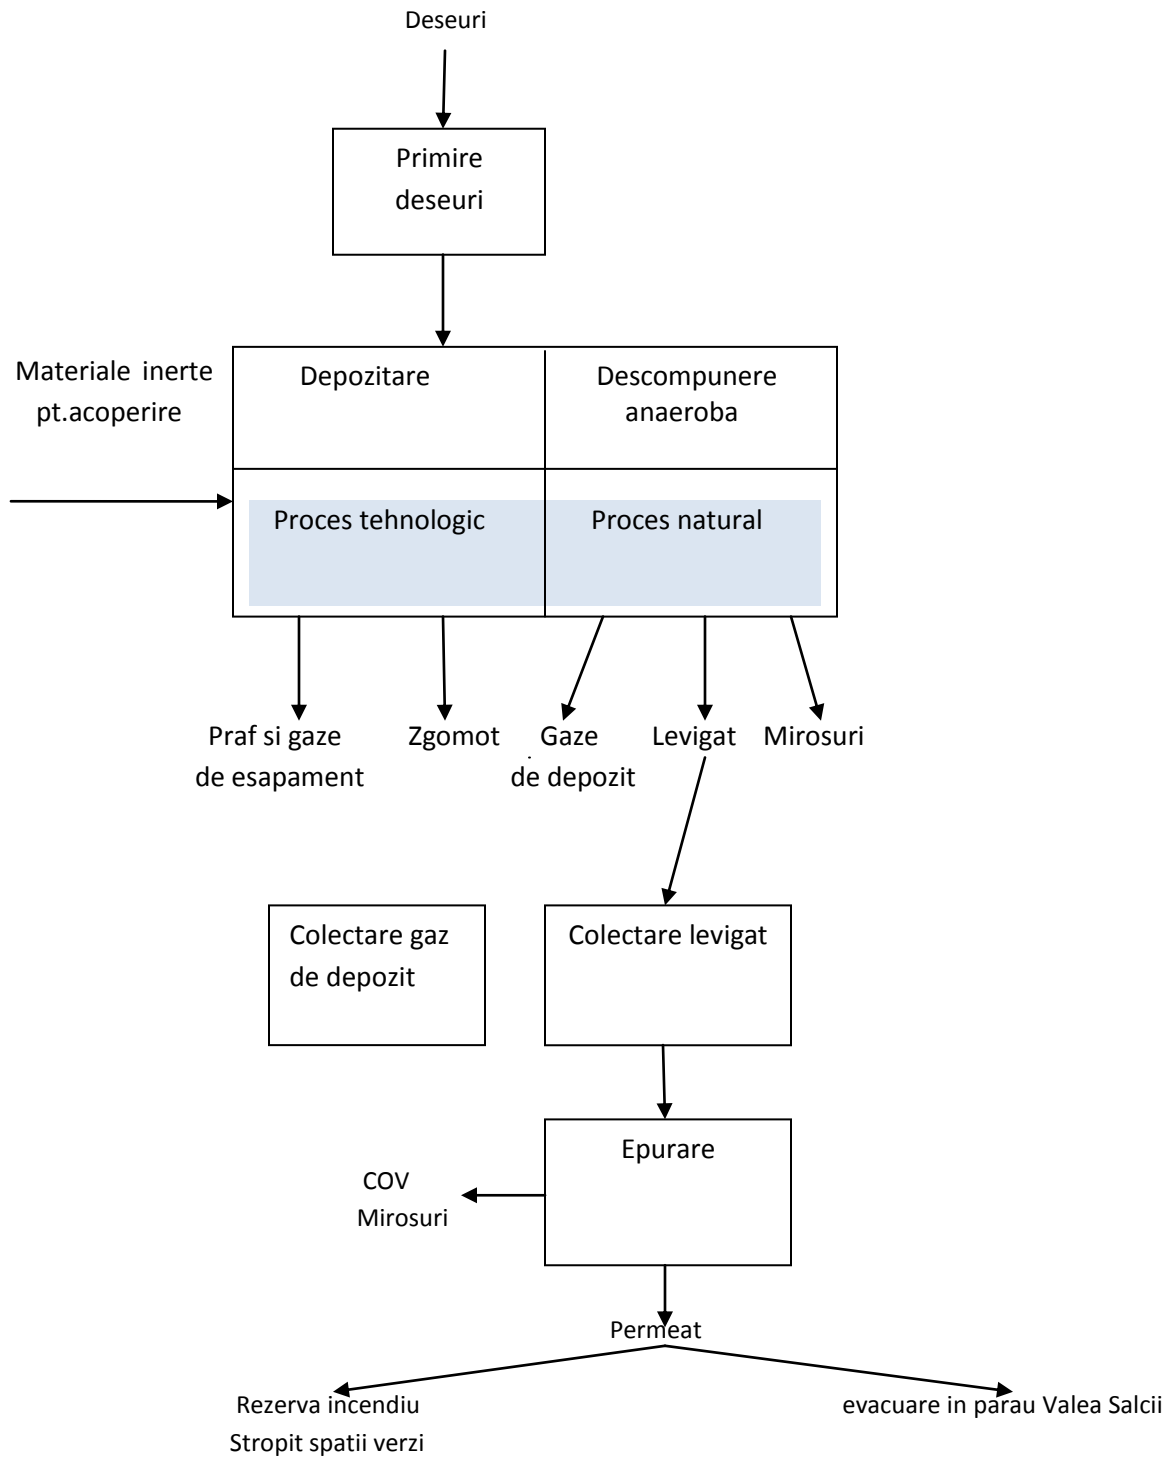 Deseuri
Primire
deseuri
Materiale inerte
pt.acoperire
Depozitare
Descompunere
anaeroba
Proces tehnologic
Proces natural
Praf si gaze
de esapament
Zgomot
Gaze
de depozit
Levigat
Mirosuri
Colectare gaz
de depozit
Colectare levigat
Epurare
COV
Mirosuri
Permeat
Rezerva incendiu
Stropit spatii verzi
evacuare in parau Valea Salcii